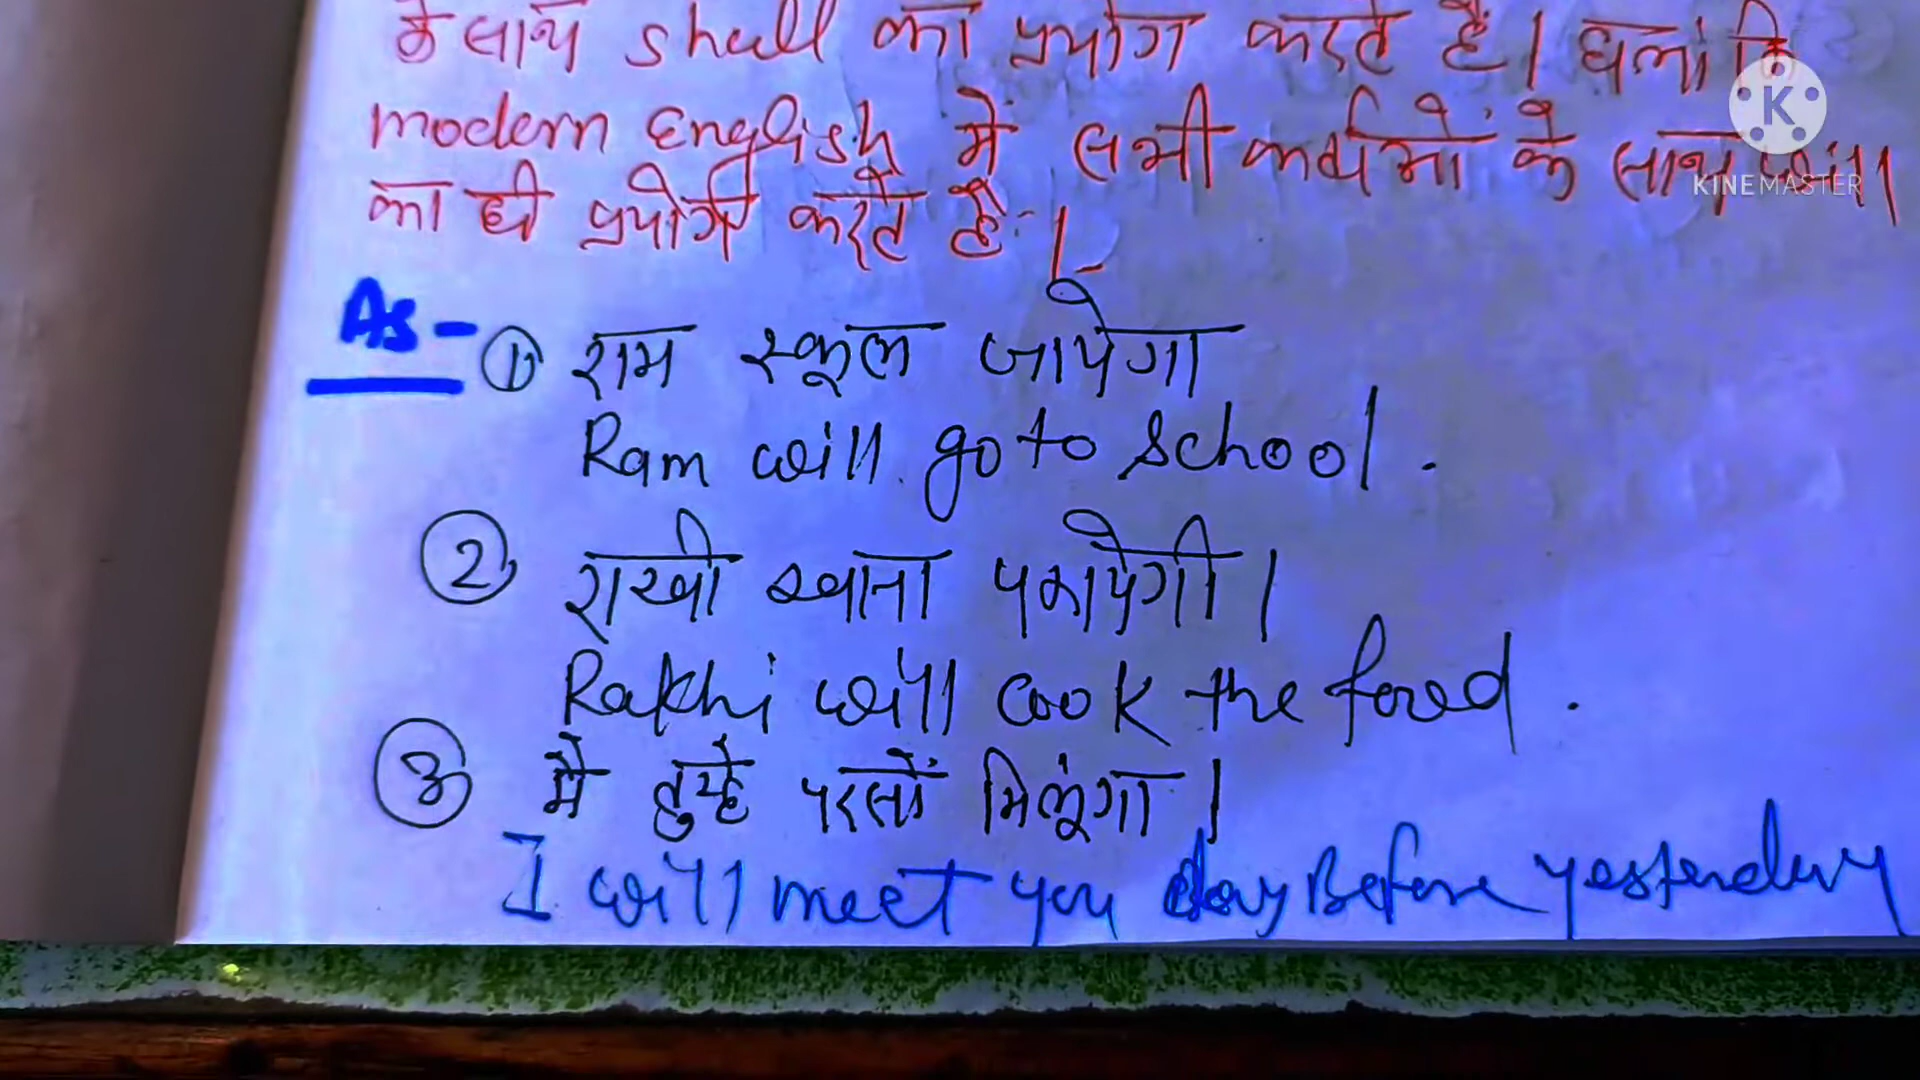 के साथ shall का प्रयोग करते हैं। हलांकि
modern English में सभी कर्त्ताओं के साथ will
का ही प्रयोग करते हैं।
As- ① राम स्कूल जायेगा
Ram will go to school.
② राखी खाना पकायेगी।
Rakhi will cook the food.
③ मै तुम्हे परसों मिलूंगा।
I will meet you day Before yesterday
K
KINEMASTER